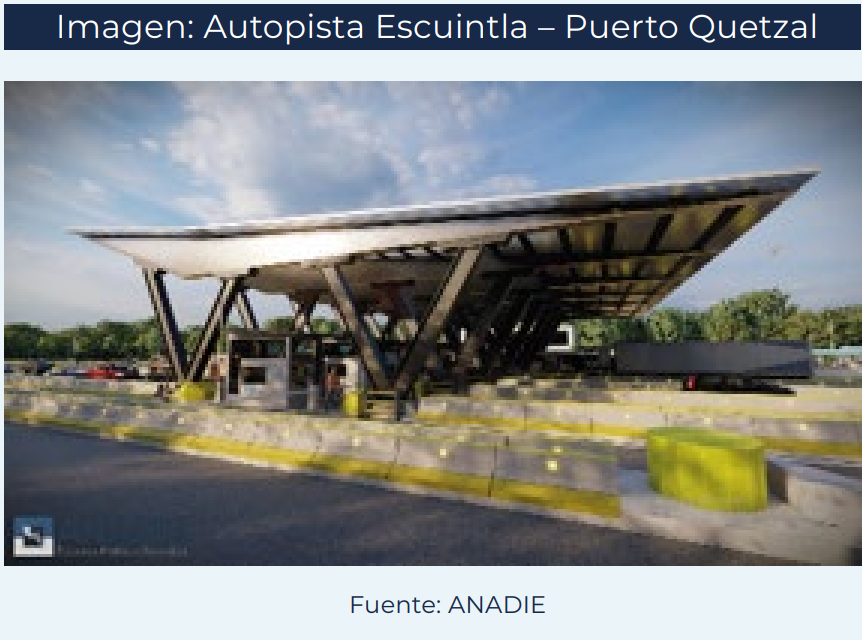 Imagen: Autopista Escuintla – Puerto Quetzal
Fuente: ANADIE